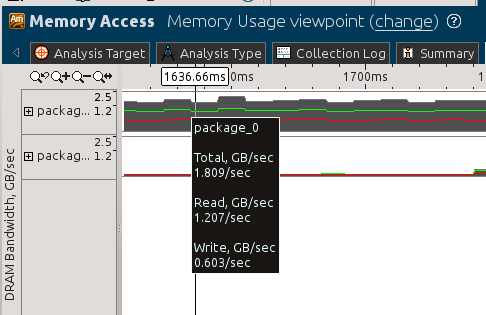 Memory Access Memory Usage viewpoint (change) ?
Analysis Target Analysis Type Collection Log Summary
1636.66ms 0ms 1700ms 1
DRAM Bandwidth, GB/sec
2.5
packag... 1.2
2.5
packag... 1.2
package_0
Total, GB/sec
1.809/sec
Read, GB/sec
1.207/sec
Write, GB/sec
0.603/sec